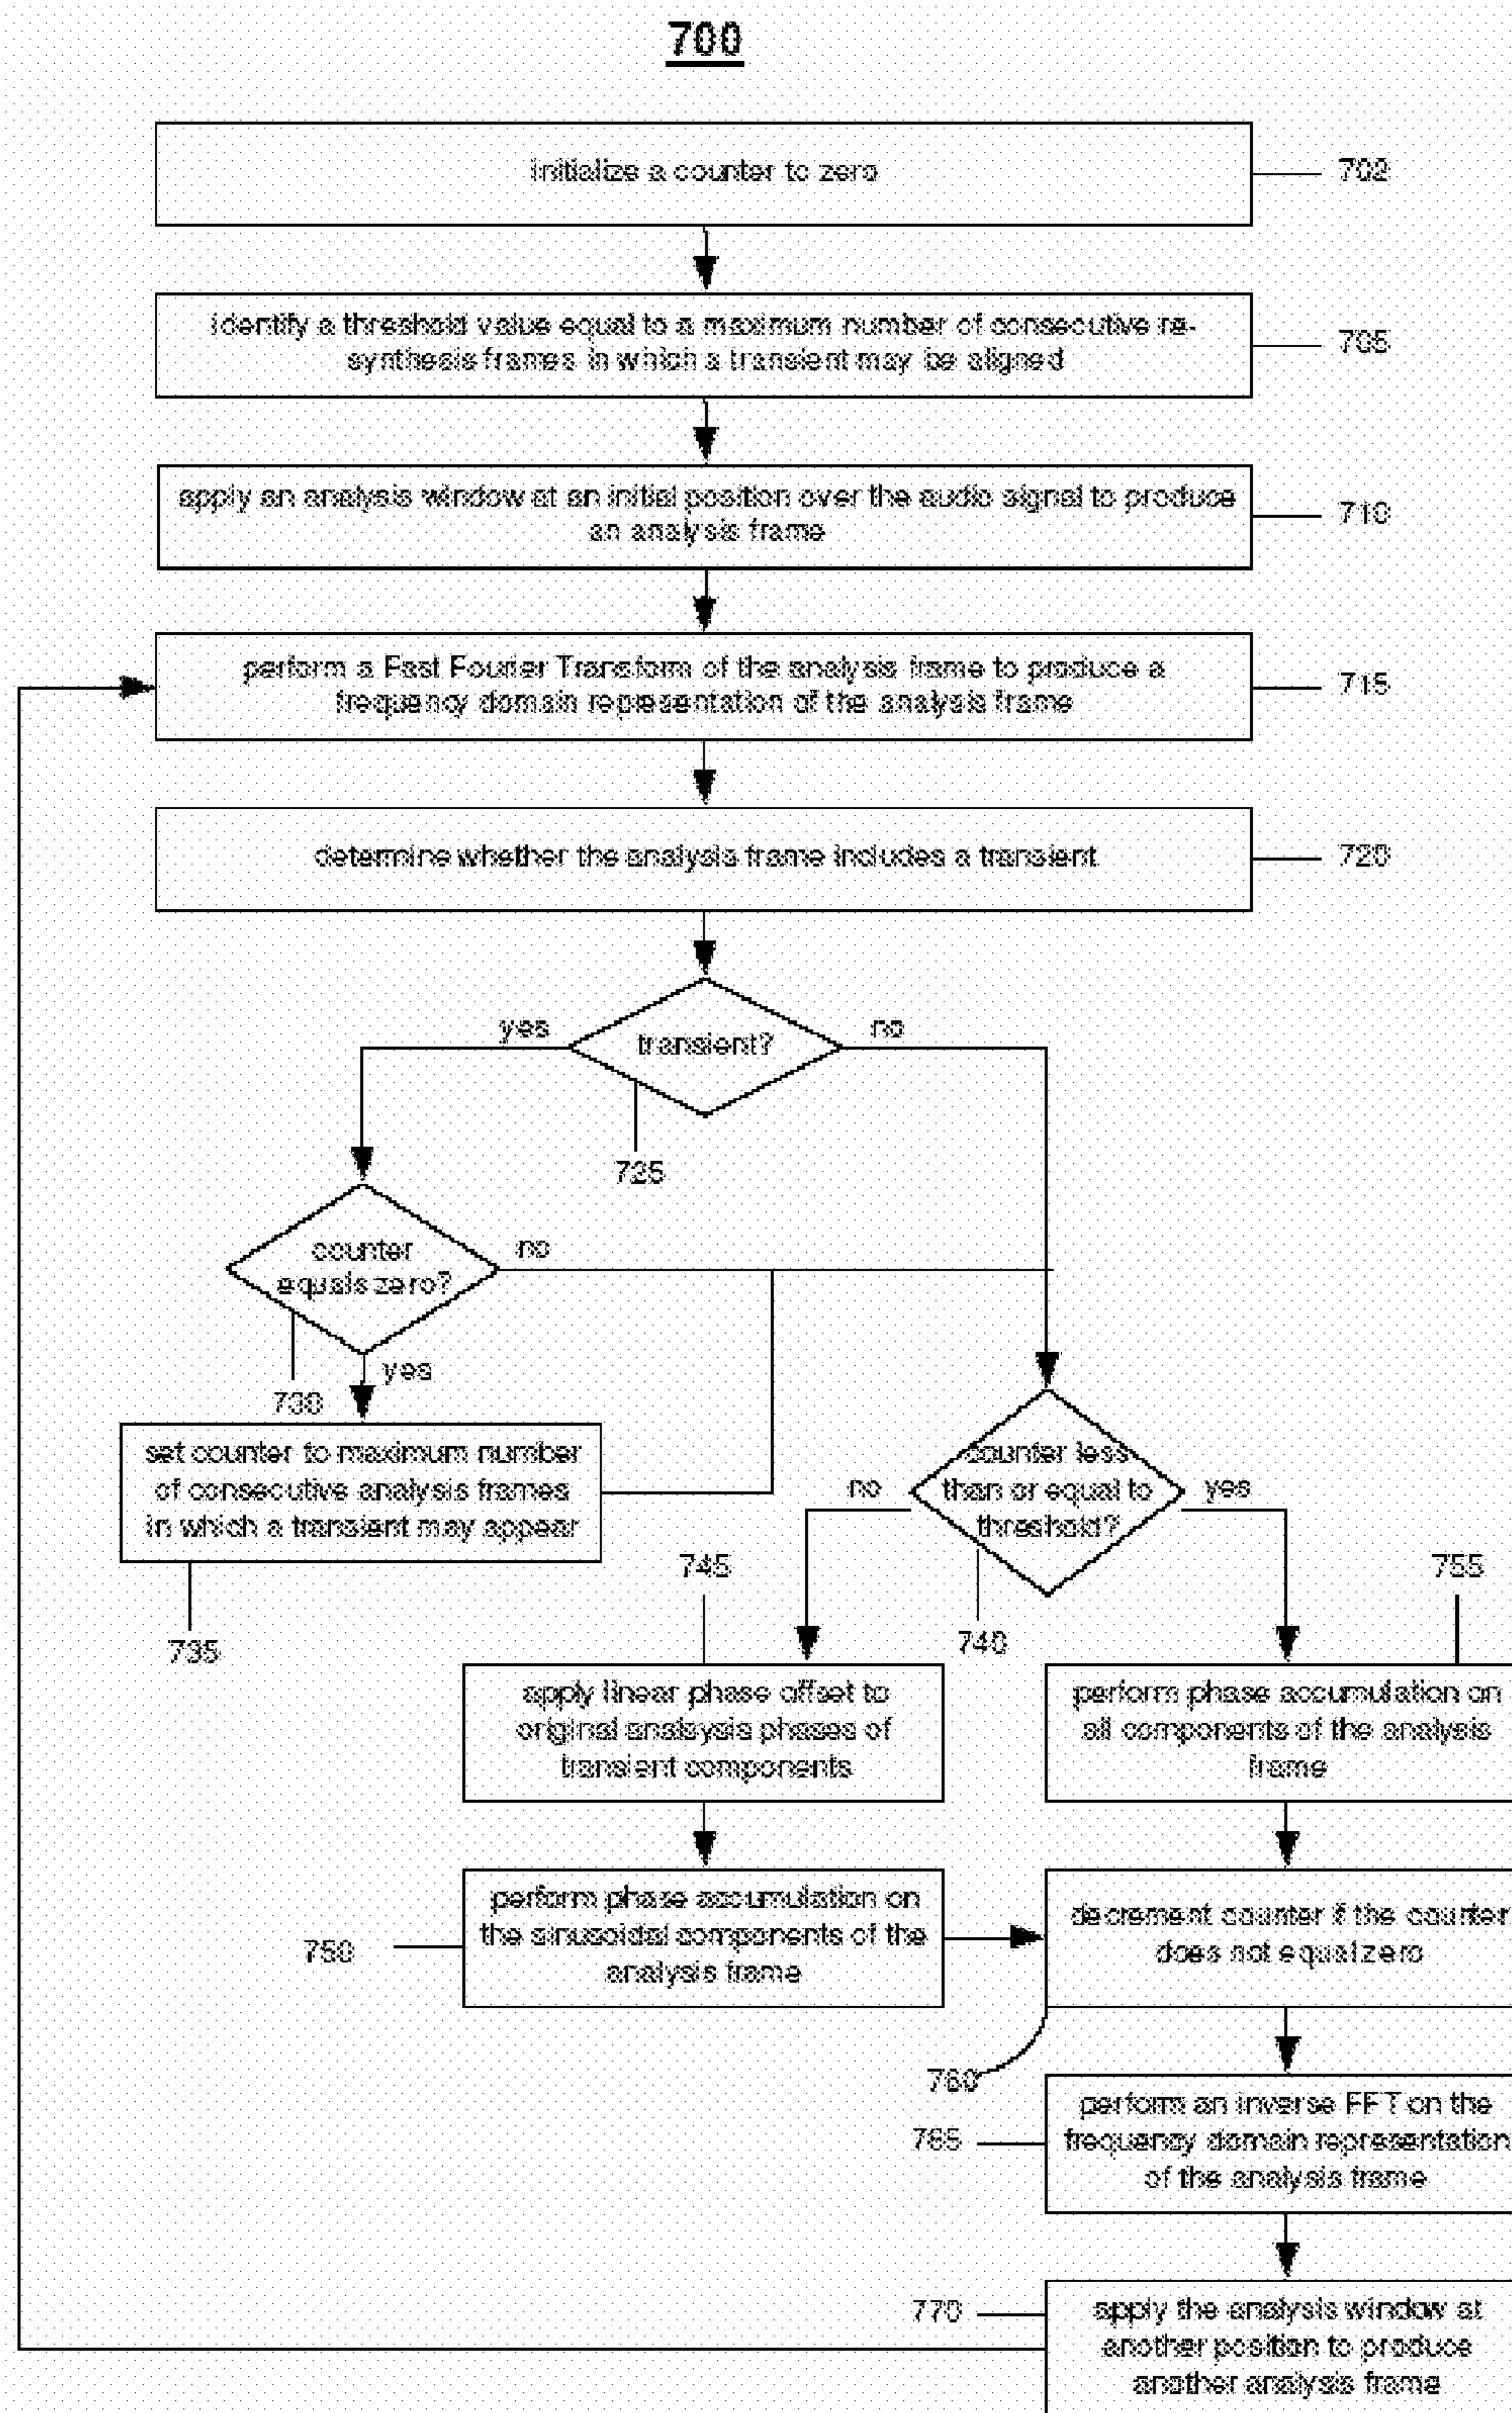 700
initialize a counter to zero
702
identify a threshold value equal to a maximum number of consecutive re-
synthesis frames in which a transient may be aligned
705
apply an analysis window at an initial position over the audio signal to produce
an analysis frame
710
perform a Fast Fourier Transform of the analysis frame to produce a
frequency domain representation of the analysis frame
715
determine whether the analysis frame includes a transient
720
yes
transient?
no
725
counter
equals zero?
no
730
yes
set counter to maximum number
of consecutive analysis frames
in which a transient may appear
735
no
counter less
than or equal to
threshold?
yes
740
745
755
apply linear phase offset to
original analsysis phases of
transient components
perform phase accumulation on
all components of the analysis
frame
750
perform phase accumulation on
the sinusoidal components of the
analysis frame
decrement counter if the counter
does not equal zero
760
765
perform an inverse FFT on the
frequency domain representation
of the analysis frame
770
apply the analysis window at
another position to produce
another analysis frame